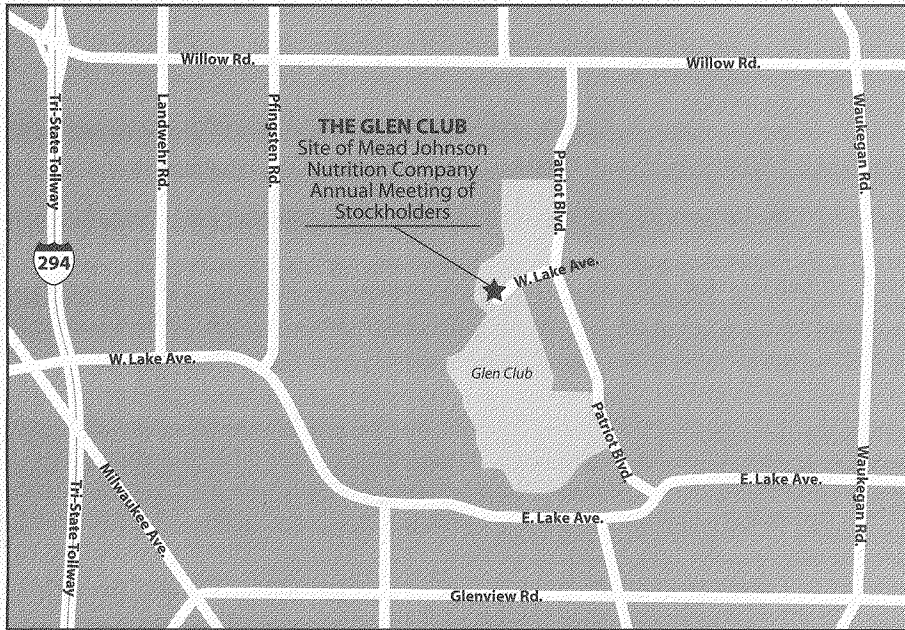 Willow Rd.
Willow Rd.
Tri-State Tollway
Landwehr Rd.
Pfingsten Rd.
THE GLEN CLUB
Site of Mead Johnson
Nutrition Company
Annual Meeting of
Stockholders
Patriot Blvd.
Waukegan Rd.
294
W. Lake Ave.
W. Lake Ave.
Glen Club
Patriot Blvd.
Milwaukee Ave.
Tri-State Tollway
E. Lake Ave.
E. Lake Ave.
Waukegan Rd.
Glenview Rd.